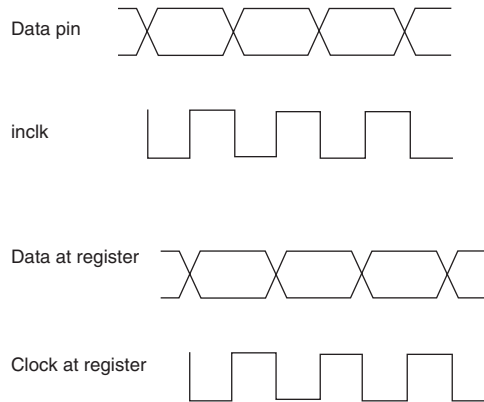 Data pin
inclk
Data at register
Clock at register